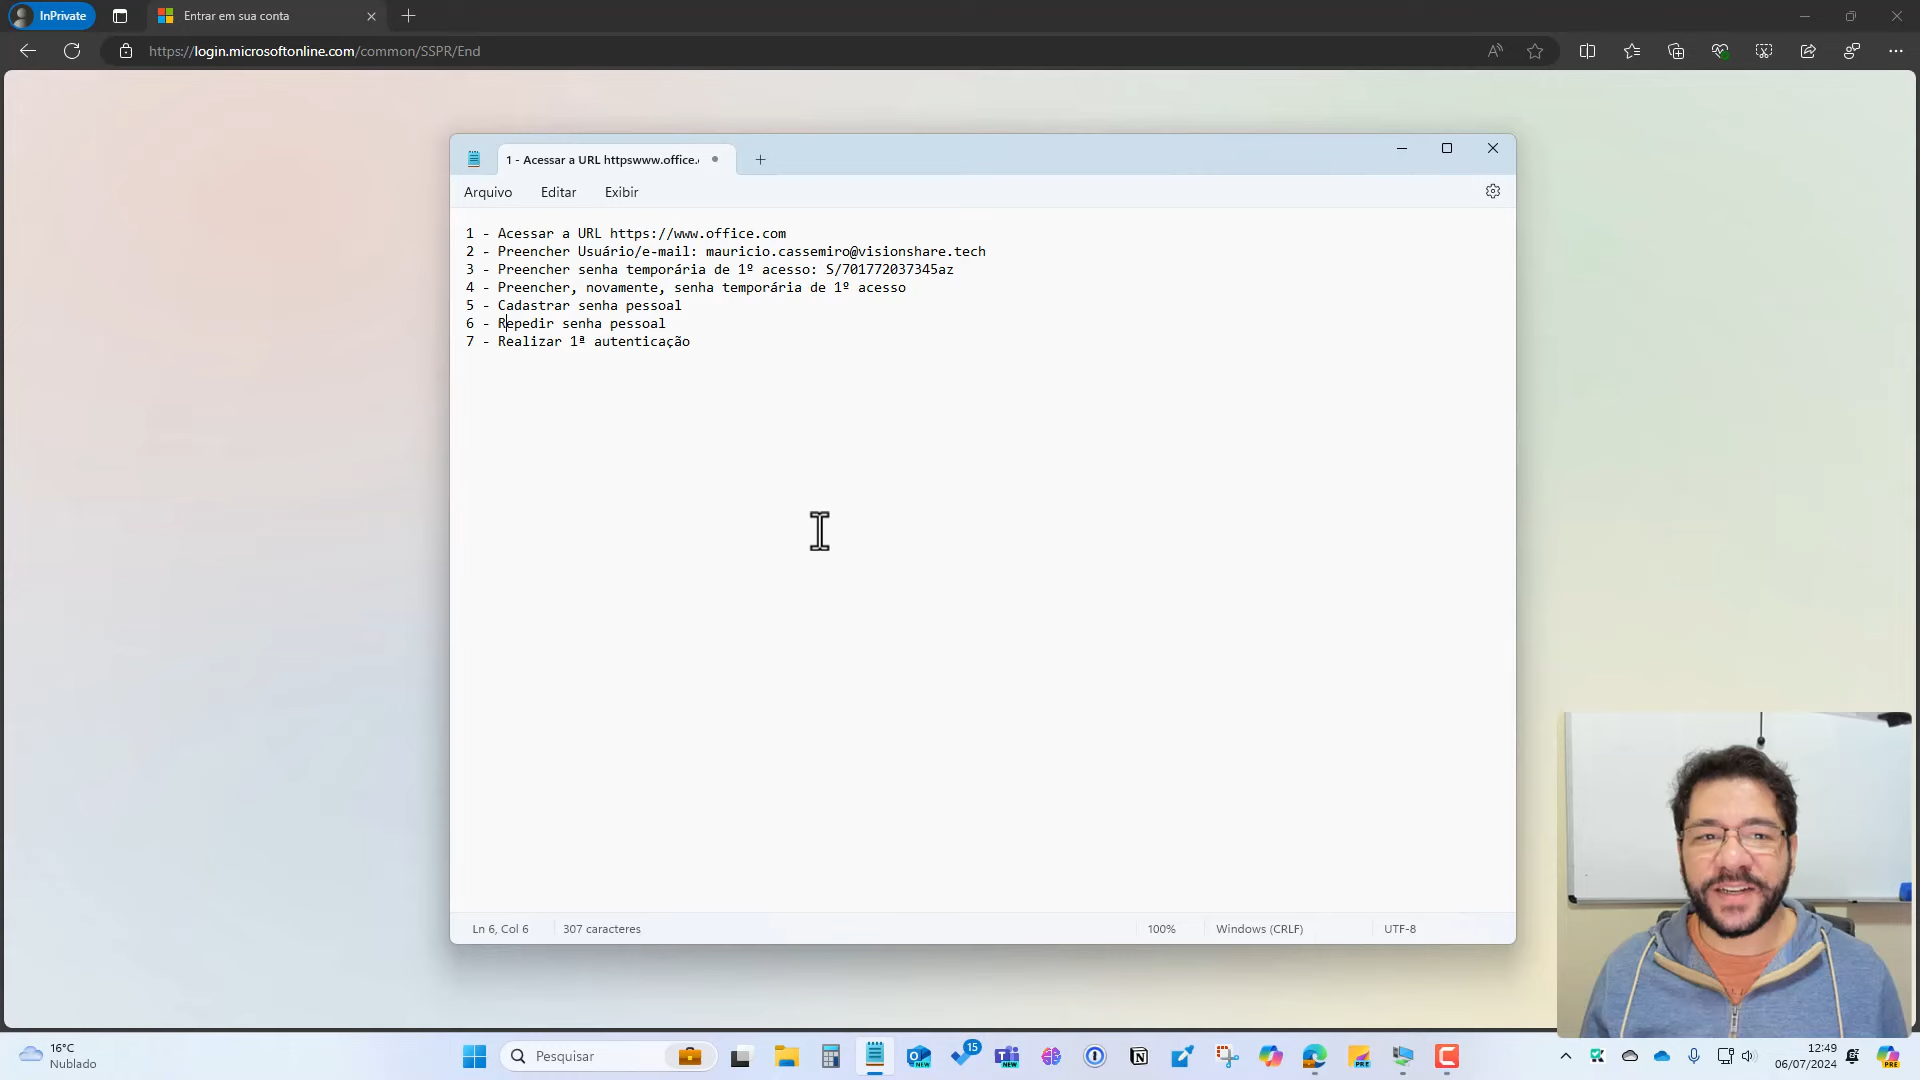 InPrivate
Entrar em sua conta
https://login.microsoftonline.com/common/SSPR/End
1 - Acessar a URL httpswww.office.
Arquivo Editar Exibir
1 - Acessar a URL https://www.office.com
2 - Preencher Usuário/e-mail: mauricio.cassemiro@visionshare.tech
3 - Preencher senha temporária de 1º acesso: S/701772037345az
4 - Preencher, novamente, senha temporária de 1º acesso
5 - Cadastrar senha pessoal
6 - Repedir senha pessoal
7 - Realizar 1ª autenticação
Ln 6, Col 6 307 caracteres 100% Windows (CRLF) UTF-8
16°C
Nublado
Pesquisar
NEW
15
NEW
PRE
12:49
06/07/2024
PRE